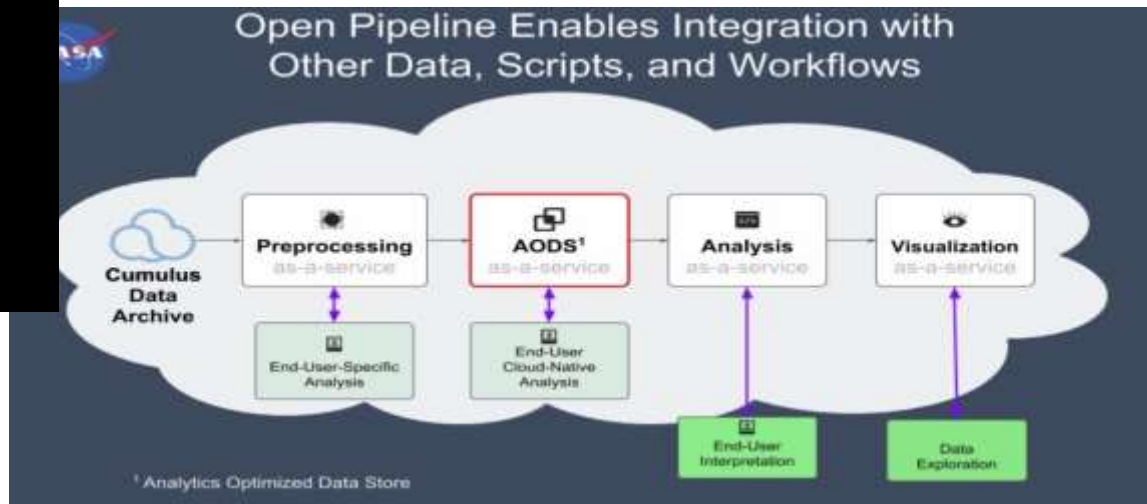 Open Pipeline Enables Integration with
Other Data, Scripts, and Workflows
Cumulus
Data
Archive
Preprocessing
as-a-service
AODS¹
as-a-service
Analysis
as-a-service
Visualization
as-a-service
End-User-Specific
Analysis
End-User
Cloud-Native
Analysis
End-User
Interpretation
Data
Exploration
¹ Analytics Optimized Data Store